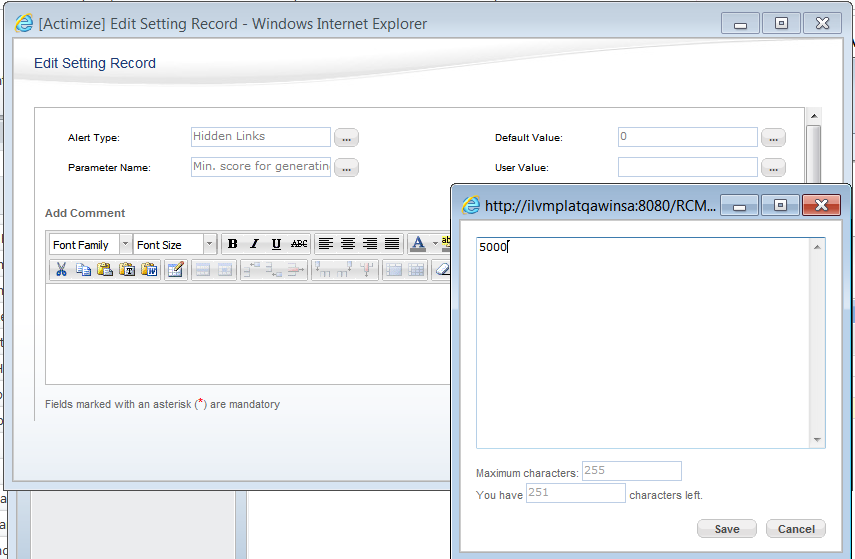 [Actimize] Edit Setting Record - Windows Internet Explorer
Edit Setting Record
Alert Type: Hidden Links ... Default Value: 0 ...
Parameter Name: Min. score for generatin ... User Value: ...
Add Comment
Font Family Font Size B I U ABC A ab
T W
Fields marked with an asterisk (*) are mandatory
http://ilvmplatqawinsa:8080/RCM...
5000
Maximum characters: 255
You have 251 characters left.
Save Cancel